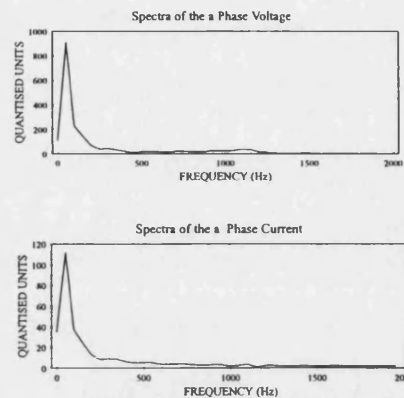 Spectra of the a Phase Voltage
QUANTISED UNITS
1000
800
600
400
200
0
0 500 1000 1500 2000
FREQUENCY (Hz)
Spectra of the a Phase Current
QUANTISED UNITS
120
100
80
60
40
20
0
0 500 1000 1500 200
FREQUENCY (Hz)